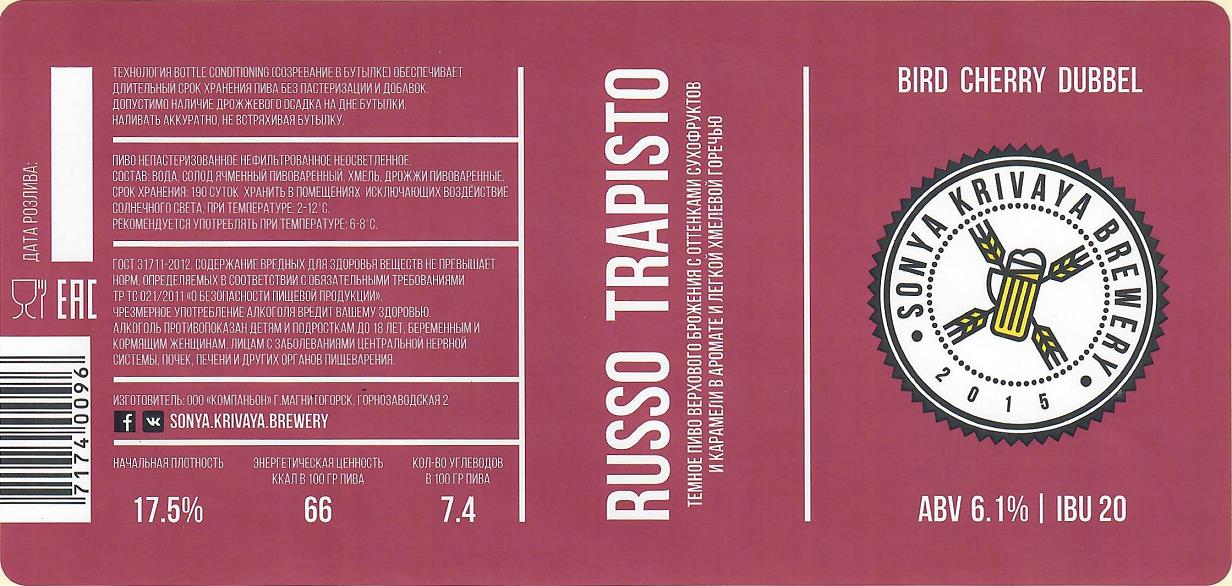 ДАТА РОЗЛИВА:
EAC
7174 0096
ТЕХНОЛОГИЯ BOTTLE CONDITIONING (СОЗРЕВАНИЕ В БУТЫЛКЕ) ОБЕСПЕЧИВАЕТ
ДЛИТЕЛЬНЫЙ СРОК ХРАНЕНИЯ ПИВА БЕЗ ПАСТЕРИЗАЦИИ И ДОБАВОК.
ДОПУСТИМО НАЛИЧИЕ ДРОЖЖЕВОГО ОСАДКА НА ДНЕ БУТЫЛКИ.
НАЛИВАТЬ АККУРАТНО, НЕ ВСТРЯХИВАЯ БУТЫЛКУ.
ПИВО НЕПАСТЕРИЗОВАННОЕ НЕФИЛЬТРОВАННОЕ НЕОСВЕТЛЕННОЕ.
СОСТАВ: ВОДА, СОЛОД ЯЧМЕННЫЙ ПИВОВАРЕННЫЙ, ХМЕЛЬ, ДРОЖЖИ ПИВОВАРЕННЫЕ.
СРОК ХРАНЕНИЯ: 190 СУТОК. ХРАНИТЬ В ПОМЕЩЕНИЯХ ИСКЛЮЧАЮЩИХ ВОЗДЕЙСТВИЕ
СОЛНЕЧНОГО СВЕТА, ПРИ ТЕМПЕРАТУРЕ: 2-12°С.
РЕКОМЕНДУЕТСЯ УПОТРЕБЛЯТЬ ПРИ ТЕМПЕРАТУРЕ: 6-8°С.
ГОСТ 31711-2012. СОДЕРЖАНИЕ ВРЕДНЫХ ДЛЯ ЗДОРОВЬЯ ВЕЩЕСТВ НЕ ПРЕВЫШАЕТ
НОРМ, ОПРЕДЕЛЯЕМЫХ В СООТВЕТСТВИИ С ОБЯЗАТЕЛЬНЫМИ ТРЕБОВАНИЯМИ
ТР ТС 021/2011 «О БЕЗОПАСНОСТИ ПИЩЕВОЙ ПРОДУКЦИИ».
ЧРЕЗМЕРНОЕ УПОТРЕБЛЕНИЕ АЛКОГОЛЯ ВРЕДИТ ВАШЕМУ ЗДОРОВЬЮ.
АЛКОГОЛЬ ПРОТИВОПОКАЗАН ДЕТЯМ И ПОДРОСТКАМ ДО 18 ЛЕТ, БЕРЕМЕННЫМ И
КОРМЯЩИМ ЖЕНЩИНАМ, ЛИЦАМ С ЗАБОЛЕВАНИЯМИ ЦЕНТРАЛЬНОЙ НЕРВНОЙ
СИСТЕМЫ, ПОЧЕК, ПЕЧЕНИ И ДРУГИХ ОРГАНОВ ПИЩЕВАРЕНИЯ.
ИЗГОТОВИТЕЛЬ: ООО «КОМПАНЬОН» Г.МАГНИТОГОРСК, ГОРНОЗАВОДСКАЯ 2
SONYA.KRIVAYA.BREWERY
НАЧАЛЬНАЯ ПЛОТНОСТЬ
17.5%
ЭНЕРГЕТИЧЕСКАЯ ЦЕННОСТЬ
ККАЛ В 100 ГР ПИВА
66
КОЛ-ВО УГЛЕВОДОВ
В 100 ГР ПИВА
7.4
RUSSO TRAPISTO
ТЕМНОЕ ПИВО ВЕРХОВОГО БРОЖЕНИЯ С ОТТЕНКАМИ СУХОФРУКТОВ
И КАРАМЕЛИ В АРОМАТЕ И ЛЕГКОЙ ХМЕЛЕВОЙ ГОРЕЧЬЮ
BIRD CHERRY DUBBEL
SONYA KRIVAYA BREWERY
2015
ABV 6.1% | IBU 20